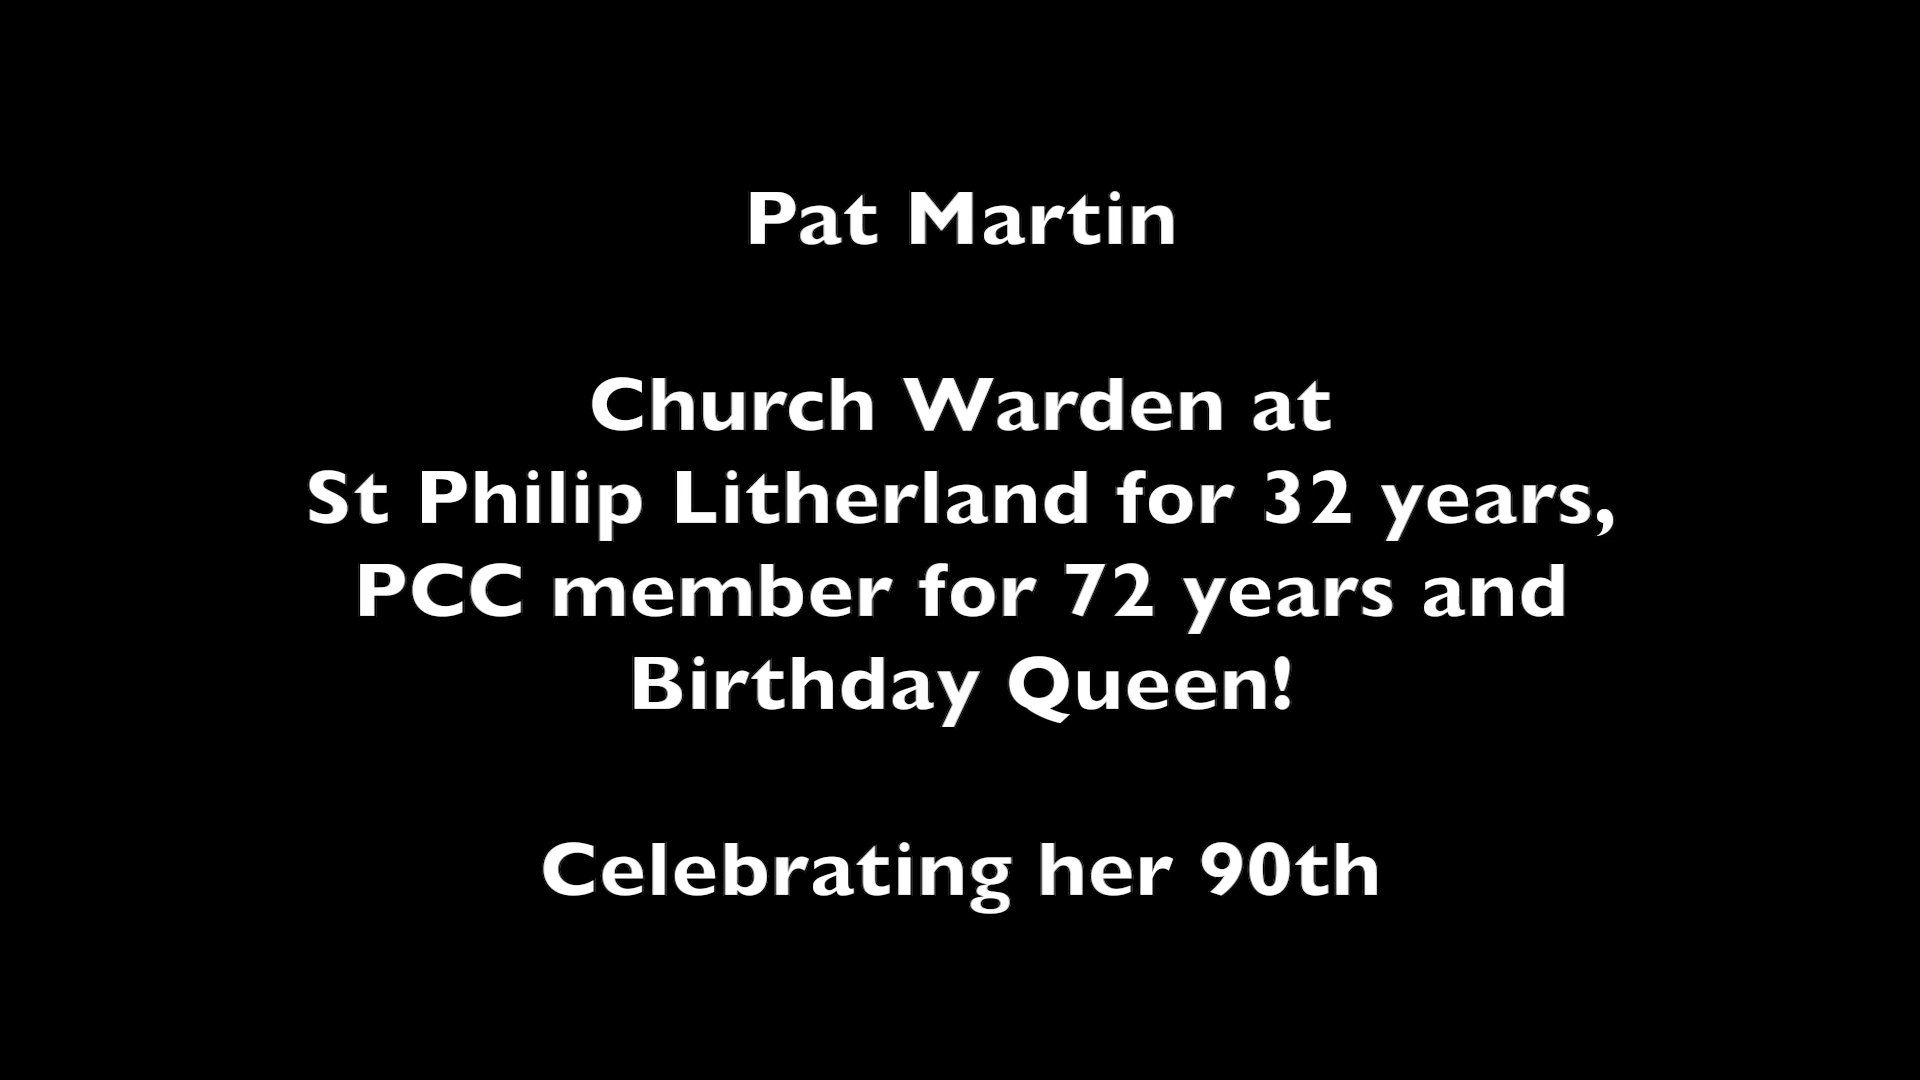 Pat Martin
Church Warden at
St Philip Litherland for 32 years,
PCC member for 72 years and
Birthday Queen!
Celebrating her 90th